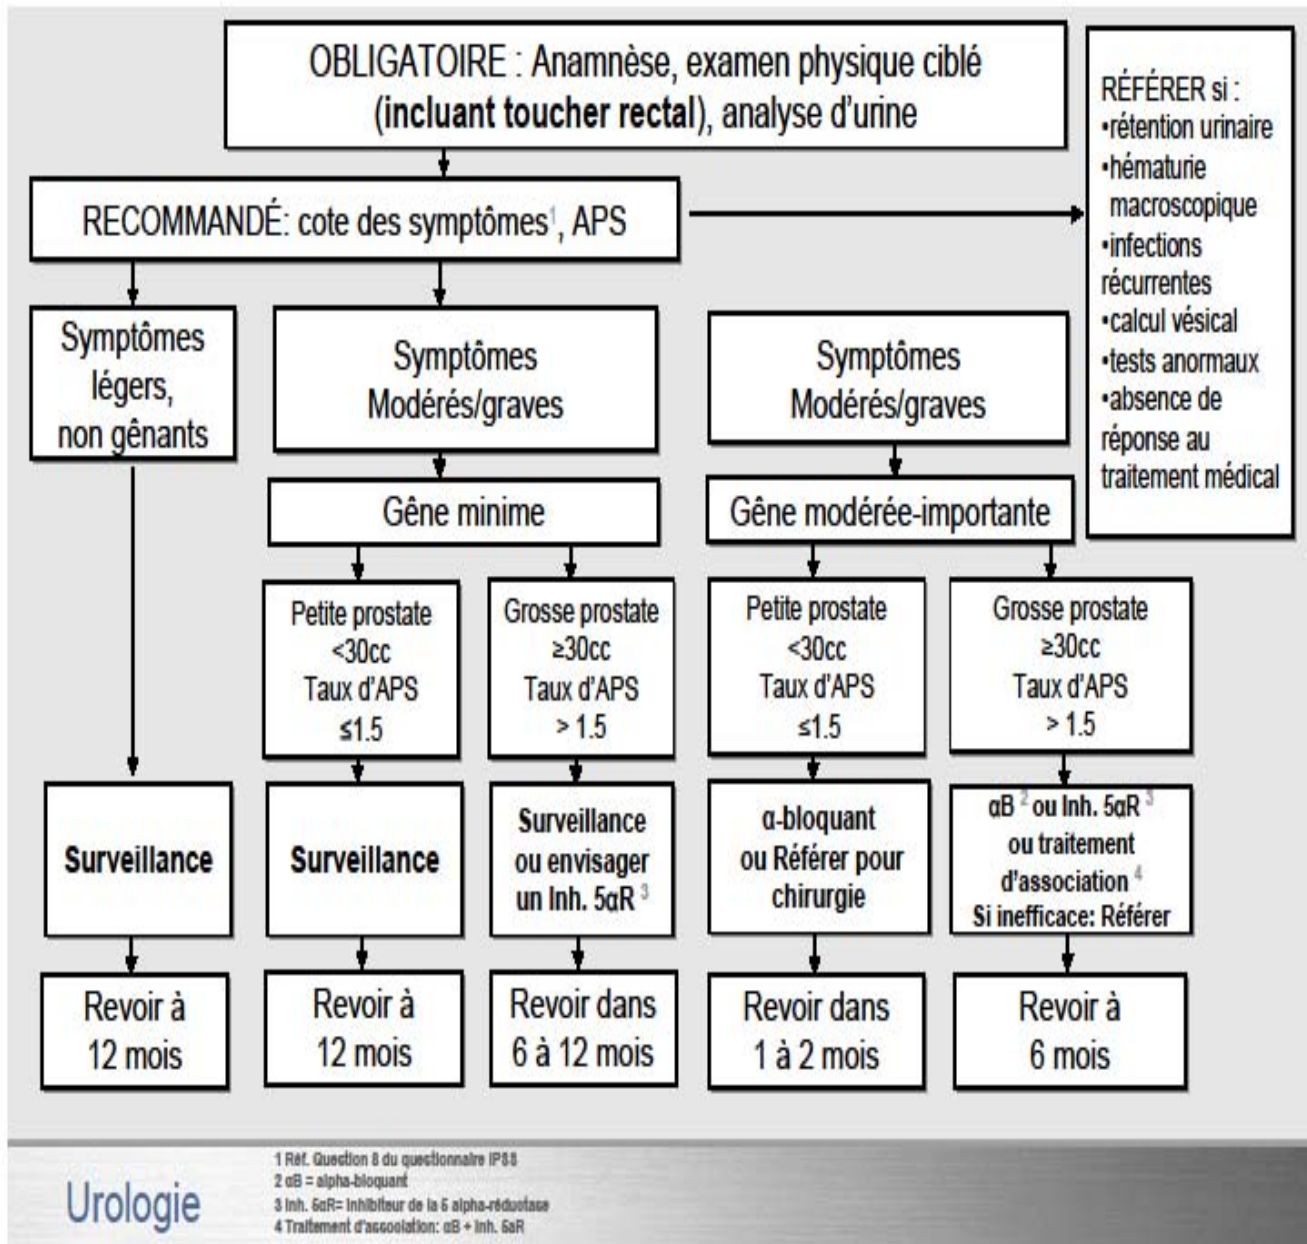 OBLIGATOIRE : Anamnèse, examen physique ciblé
(incluant toucher rectal), analyse d'urine
RECOMMANDÉ: cote des symptômes¹, APS
RÉFÉRER si :
•rétention urinaire
•hématurie
macroscopique
•infections
récurrentes
•calcul vésical
•tests anormaux
•absence de
réponse au
traitement médical
Symptômes
légers,
non gênants
Symptômes
Modérés/graves
Symptômes
Modérés/graves
Gêne minime
Gêne modérée-importante
Petite prostate
<30cc
Taux d'APS
≤1.5
Grosse prostate
≥30cc
Taux d'APS
> 1.5
Petite prostate
<30cc
Taux d'APS
≤1.5
Grosse prostate
≥30cc
Taux d'APS
> 1.5
Surveillance
Surveillance
Surveillance
ou envisager
un Inh. 5αR ³
α-bloquant
ou Référer pour
chirurgie
αB ² ou Inh. 5αR ³
ou traitement
d'association ⁴
Si inefficace: Référer
Revoir à
12 mois
Revoir à
12 mois
Revoir dans
6 à 12 mois
Revoir dans
1 à 2 mois
Revoir à
6 mois
Urologie
1 Réf. Question 8 du questionnaire IPSS
2 αB = alpha-bloquant
3 Inh. 5αR= Inhibiteur de la 5 alpha-réductase
4 Traitement d'association: αB + Inh. 5aR